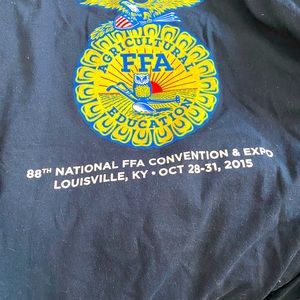 AGRICULTURAL
FFA
EDUCATION
88TH NATIONAL FFA CONVENTION & EXPO
LOUISVILLE, KY • OCT 28-31, 2015